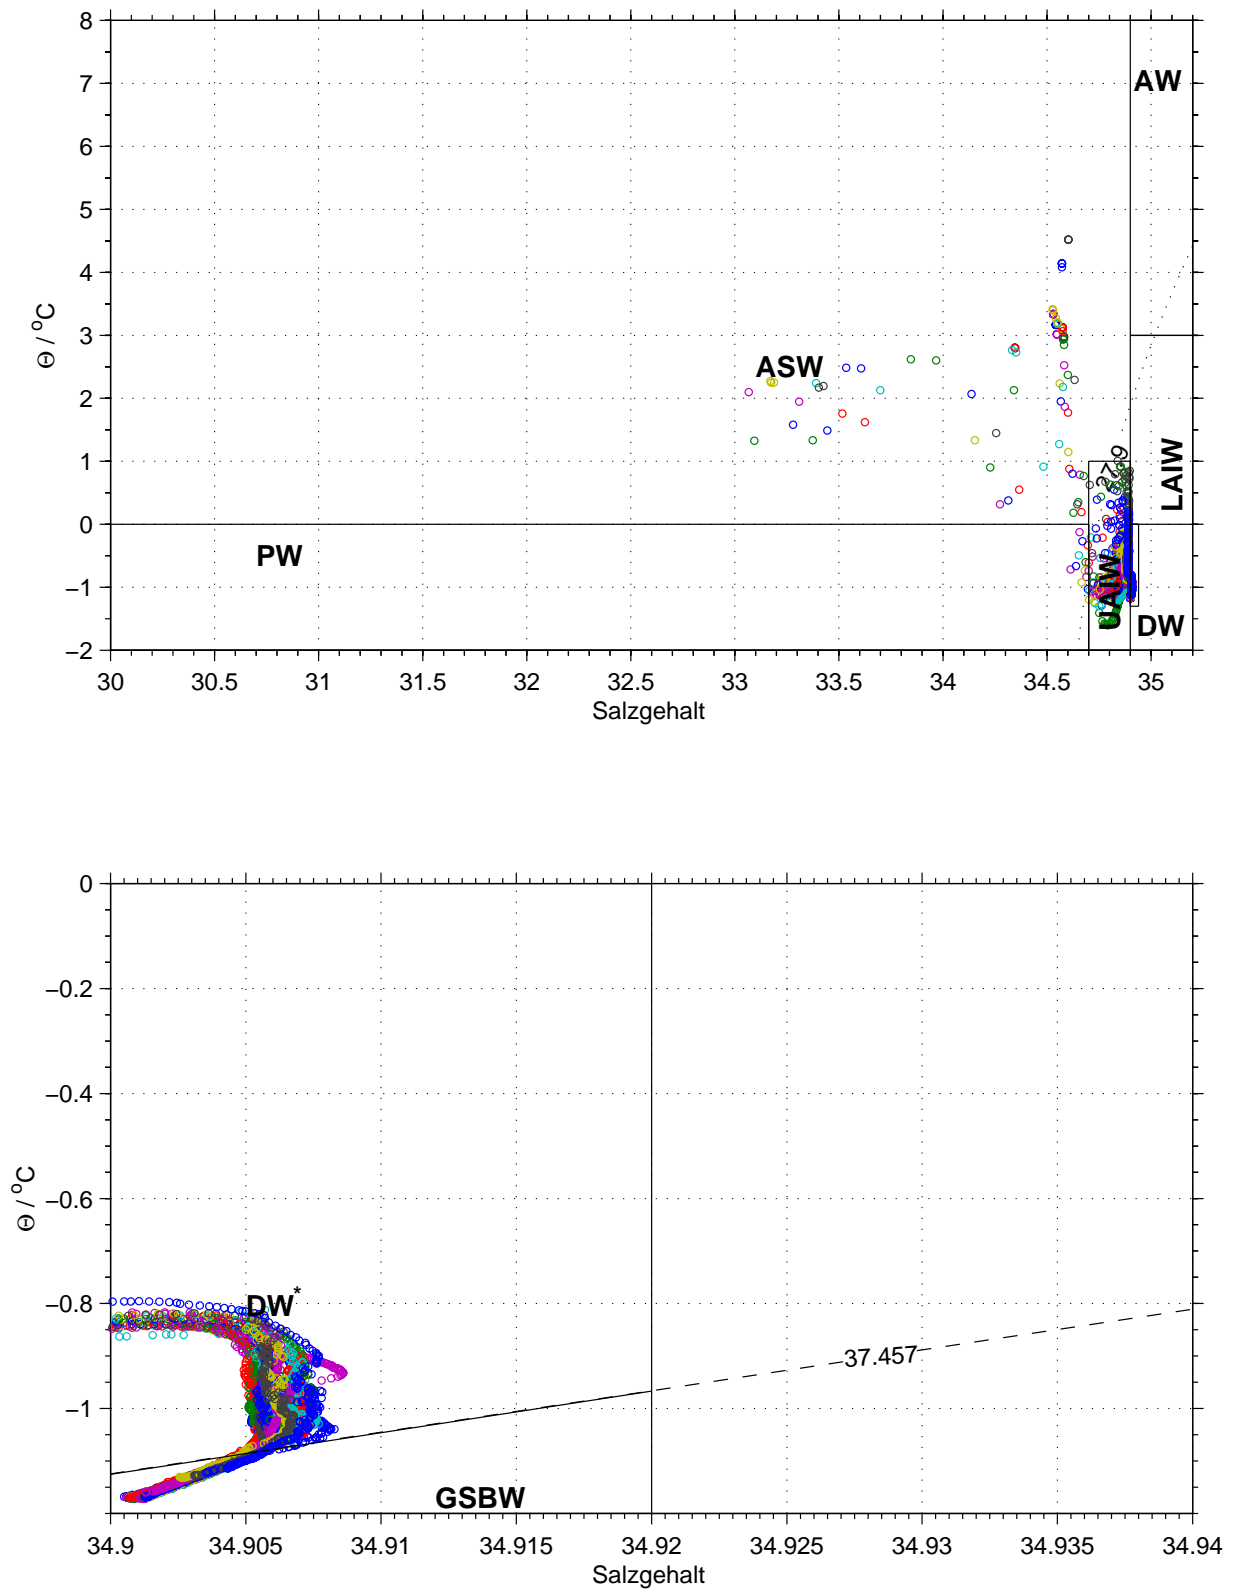 8
7
6
5
4
3
2
1
0
−1
−2
Θ / °C
AW
ASW
27.9
LAIW
PW
UAIW
DW
30 30.5 31 31.5 32 32.5 33 33.5 34 34.5 35
Salzgehalt
0
−0.2
−0.4
−0.6
−0.8
−1
Θ / °C
DW*
37.457
GSBW
34.9 34.905 34.91 34.915 34.92 34.925 34.93 34.935 34.94
Salzgehalt